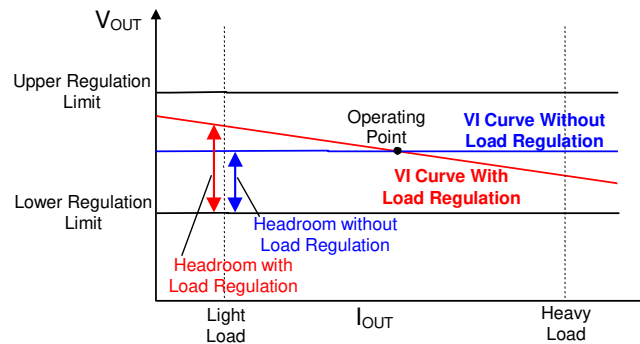 VOUT
Upper Regulation
Limit
Operating
Point
VI Curve Without
Load Regulation
VI Curve With
Load Regulation
Lower Regulation
Limit
Headroom without
Load Regulation
Headroom with
Load Regulation
Light
Load
IOUT
Heavy
Load